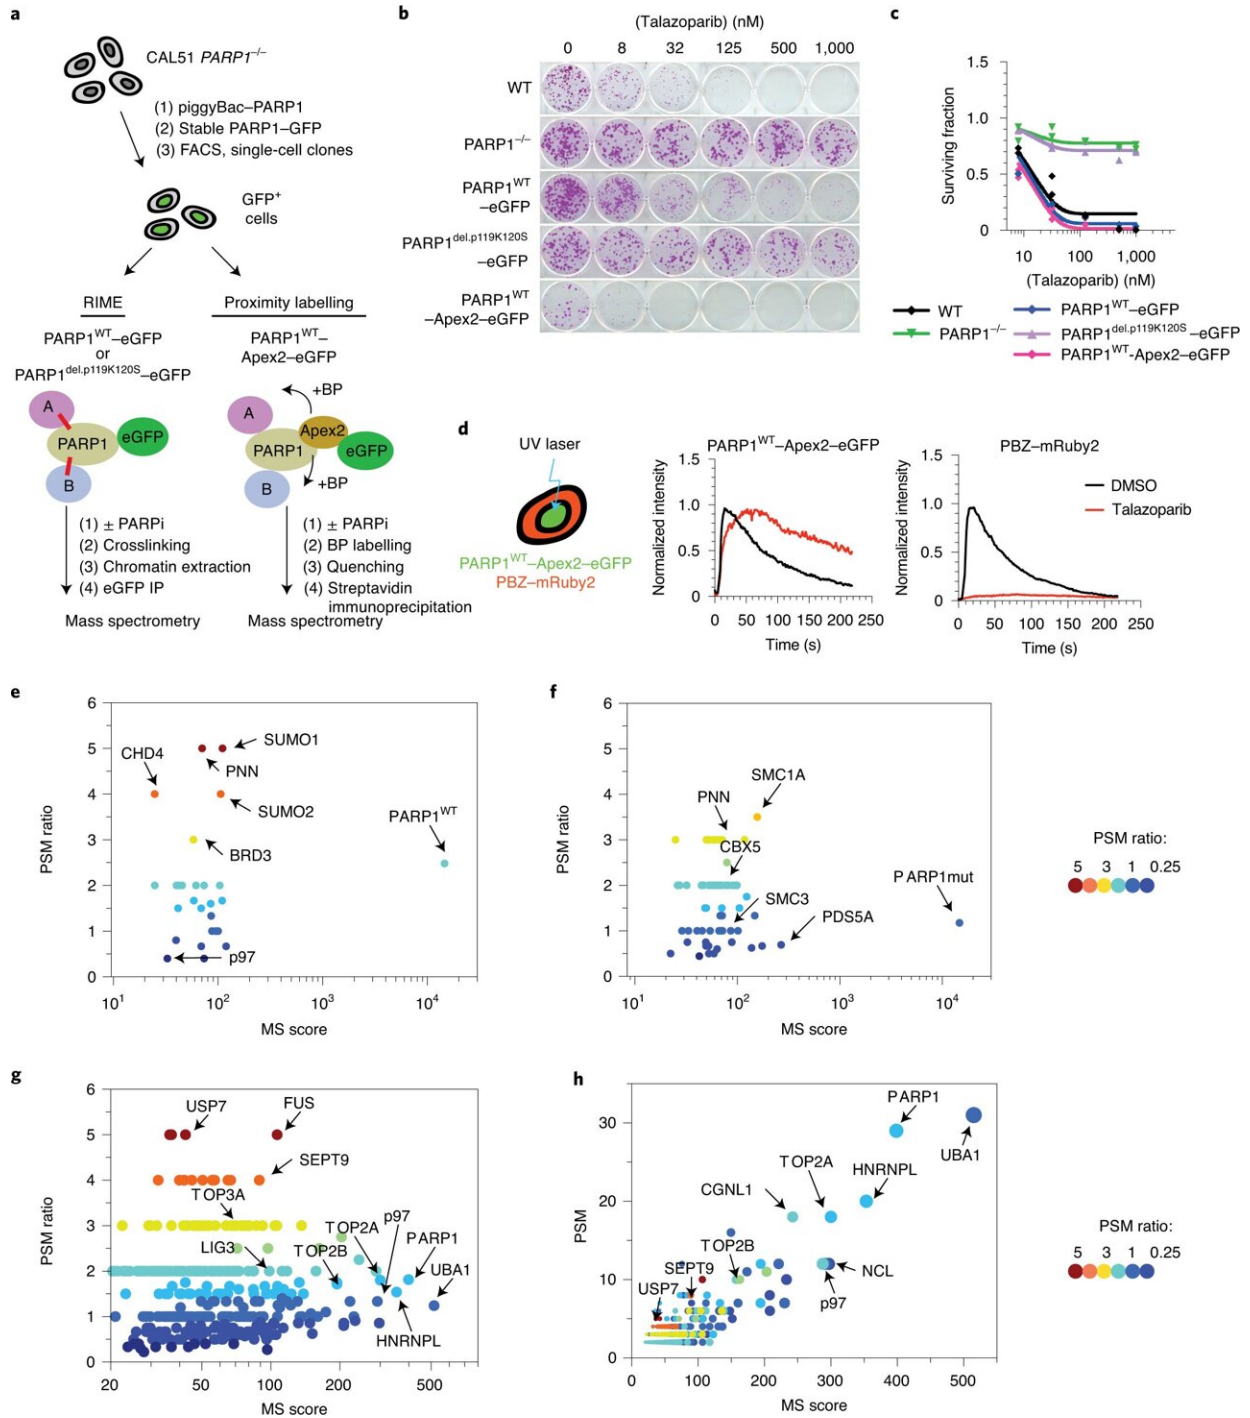 a
CAL51 PARP1–/–
(1) piggyBac–PARP1
(2) Stable PARP1–GFP
(3) FACS, single-cell clones
GFP+
cells
RIME
PARP1WT–eGFP
or
PARP1del.p119K120S–eGFP
A
PARP1
eGFP
B
(1) ± PARPi
(2) Crosslinking
(3) Chromatin extraction
(4) eGFP IP
Mass spectrometry
Proximity labelling
PARP1WT–
Apex2–eGFP
+BP
A
Apex2
PARP1
eGFP
B
+BP
(1) ± PARPi
(2) BP labelling
(3) Quenching
(4) Streptavidin
immunoprecipitation
Mass spectrometry
b
(Talazoparib) (nM)
0 8 32 125 500 1,000
WT
PARP1–/–
PARP1WT
–eGFP
PARP1del.p119K120S
–eGFP
PARP1WT
–Apex2–eGFP
c
Surviving fraction
1.5
1.0
0.5
0
10 100 1,000
(Talazoparib) (nM)
WT
PARP1–/–
PARP1WT–eGFP
PARP1del.p119K120S–eGFP
PARP1WT-Apex2–eGFP
d
UV laser
PARP1WT–Apex2–eGFP
PBZ–mRuby2
PARP1WT–Apex2–eGFP
Normalized intensity
1.5
1.0
0.5
0
0 50 100 150 200 250
Time (s)
PBZ–mRuby2
Normalized intensity
1.5
1.0
0.5
0
0 50 100 150 200 250
Time (s)
DMSO
Talazoparib
e
PSM ratio
6
5
4
3
2
1
0
CHD4
SUMO1
PNN
SUMO2
BRD3
PARP1WT
p97
101 102 103 104
MS score
f
PSM ratio
6
5
4
3
2
1
0
SMC1A
PNN
CBX5
SMC3
PDS5A
PARP1mut
101 102 103 104
MS score
PSM ratio:
5 3 1 0.25
g
PSM ratio
6
5
4
3
2
1
0
USP7
FUS
SEPT9
TOP3A
p97
TOP2A
LIG3
TOP2B
PARP1
UBA1
HNRNPL
20 50 100 200 500
MS score
h
PSM
30
20
10
0
PARP1
UBA1
TOP2A
HNRNPL
CGNL1
TOP2B
SEPT9
NCL
USP7
p97
0 100 200 300 400 500
MS score
PSM ratio:
5 3 1 0.25